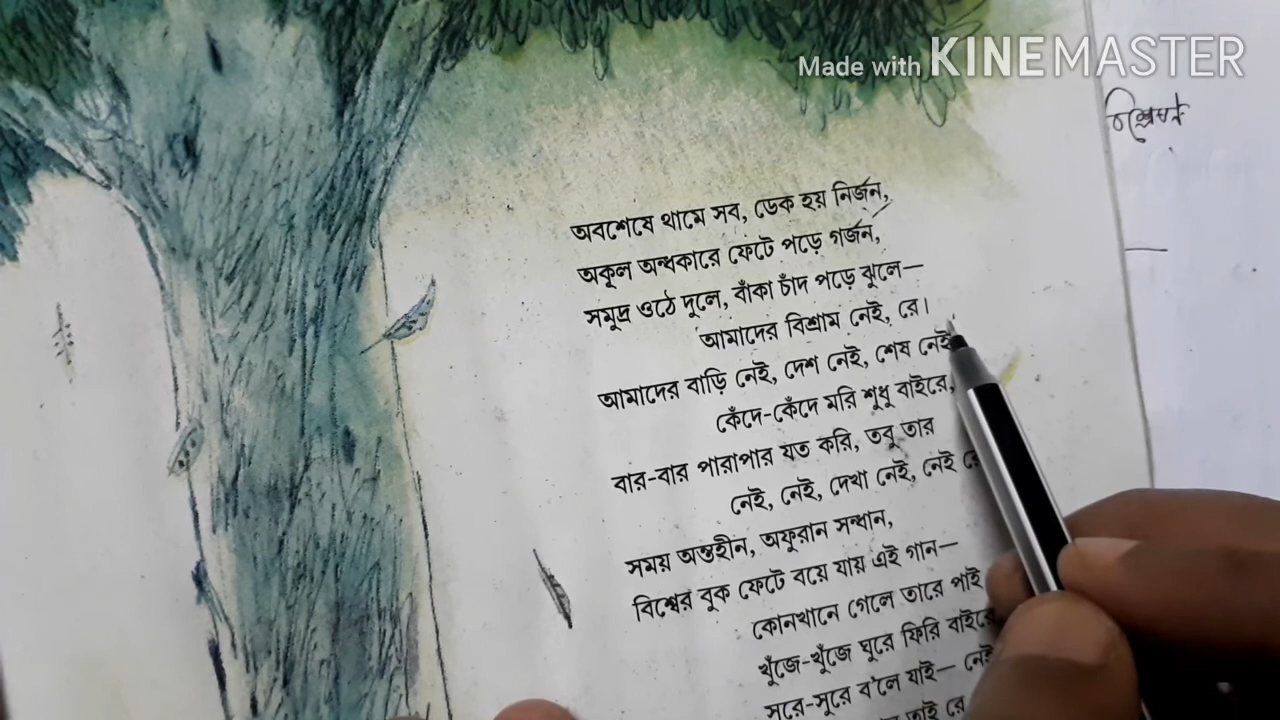 Made with KINEMASTER
বিশ্লেষণ
অবশেষে থামে সব, ডেক হয় নির্জন,
অকূল অন্ধকারে ফেটে পড়ে গর্জন,
সমুদ্র ওঠে দুলে, বাঁকা চাঁদ পড়ে ঝুলে—
আমাদের বিশ্রাম নেই, রে।
আমাদের বাড়ি নেই, দেশ নেই, শেষ নেই
কেঁদে-কেঁদে মরি শুধু বাইরে,
বার-বার পারাপার যত করি, তবু তার
নেই, নেই, দেখা নেই, নেই রে
সময় অন্তহীন, অফুরান সন্ধান,
বিশ্বের বুক ফেটে বয়ে যায় এই গান—
কোনখানে গেলে তারে পাই
খুঁজে-খুঁজে ঘুরে ফিরি বাইরে
সুরে-সুরে ব'লে যাই— নেই
তাই রে